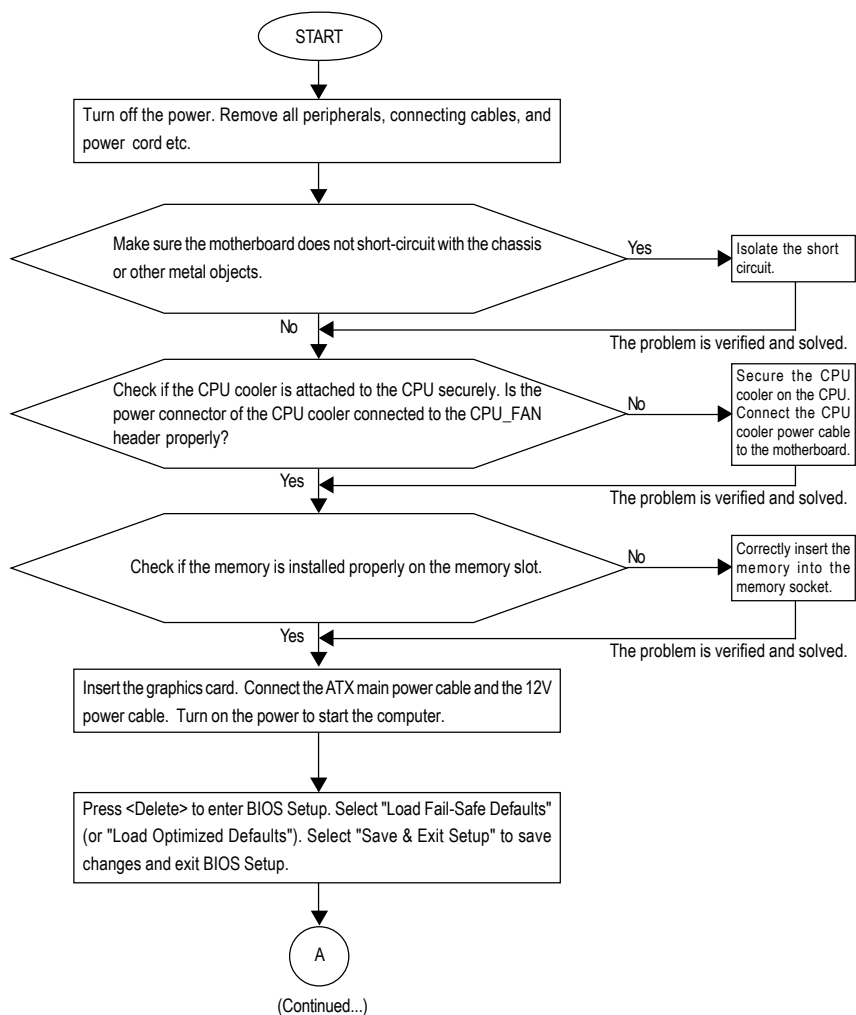 START
Turn off the power. Remove all peripherals, connecting cables, and
power cord etc.
Make sure the motherboard does not short-circuit with the chassis
or other metal objects.
Yes
Isolate the short
circuit.
No
The problem is verified and solved.
Check if the CPU cooler is attached to the CPU securely. Is the
power connector of the CPU cooler connected to the CPU_FAN
header properly?
No
Secure the CPU
cooler on the CPU.
Connect the CPU
cooler power cable
to the motherboard.
Yes
The problem is verified and solved.
Check if the memory is installed properly on the memory slot.
No
Correctly insert the
memory into the
memory socket.
Yes
The problem is verified and solved.
Insert the graphics card. Connect the ATX main power cable and the 12V
power cable. Turn on the power to start the computer.
Press <Delete> to enter BIOS Setup. Select "Load Fail-Safe Defaults"
(or "Load Optimized Defaults"). Select "Save & Exit Setup" to save
changes and exit BIOS Setup.
A
(Continued...)